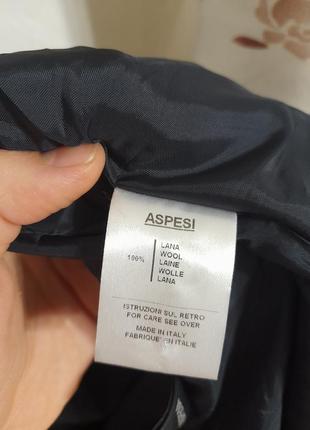 ASPESI
LANA
WOOL
100% LAINE
WOLLE
LANA
ISTRUZIONI SUL RETRO
FOR CARE SEE OVER
MADE IN ITALY
FABRIQUE' EN ITALIE